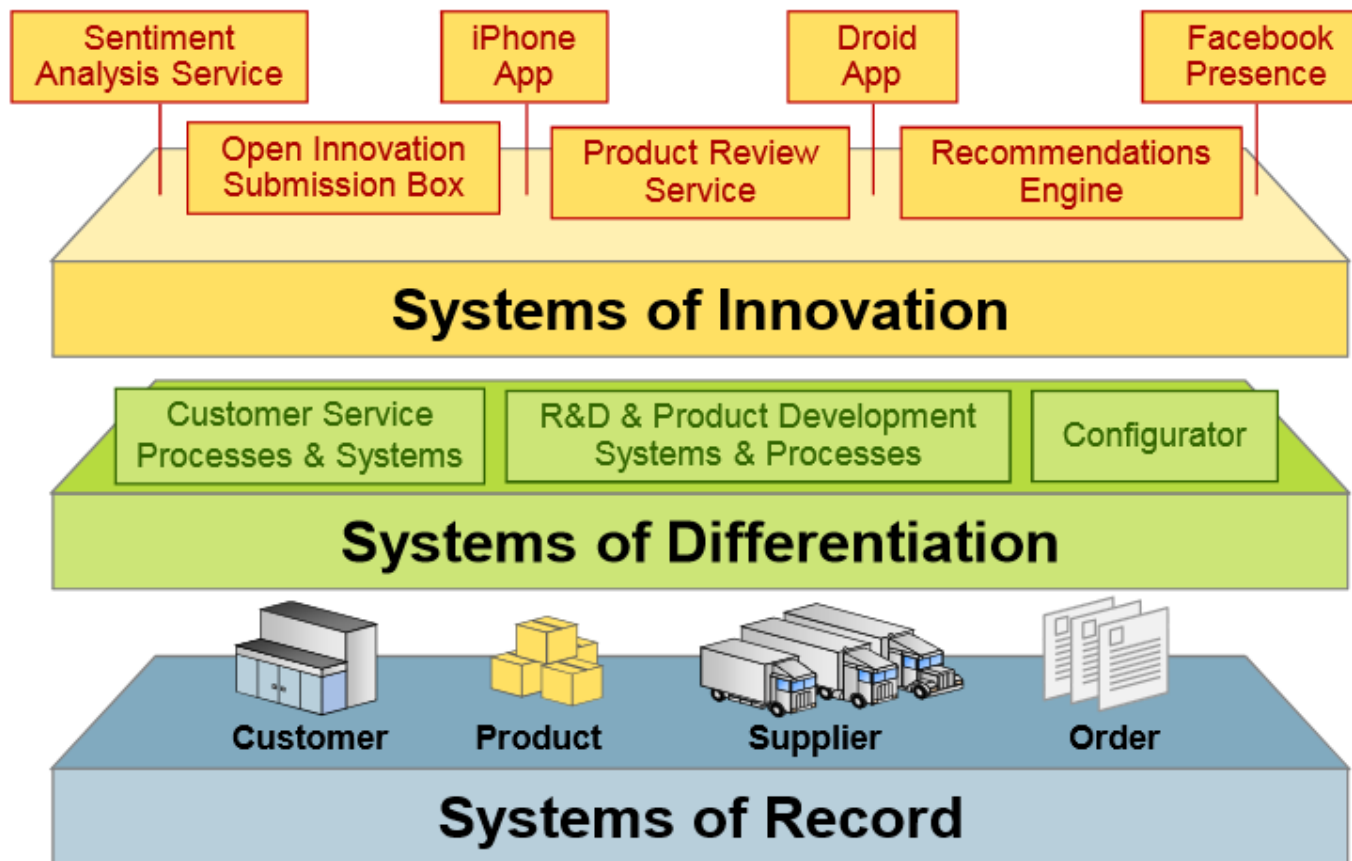 Sentiment
Analysis Service
iPhone
App
Droid
App
Facebook
Presence
Open Innovation
Submission Box
Product Review
Service
Recommendations
Engine
Systems of Innovation
Customer Service
Processes & Systems
R&D & Product Development
Systems & Processes
Configurator
Systems of Differentiation
Customer
Product
Supplier
Order
Systems of Record